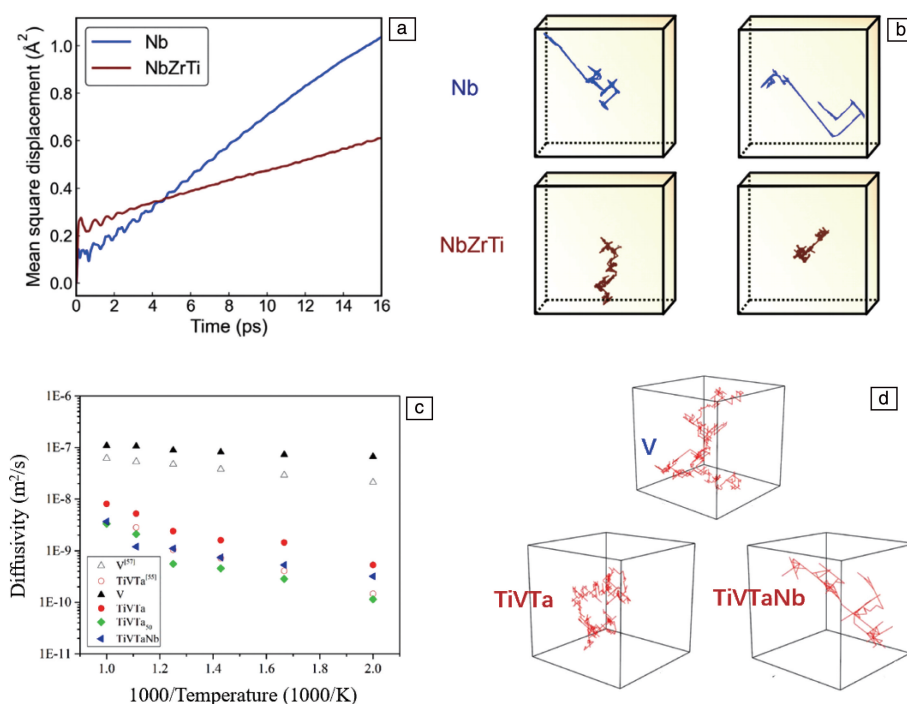 a
Mean square displacement (Å²)
1.0
0.8
0.6
0.4
0.2
0.0
Nb
NbZrTi
0 2 4 6 8 10 12 14 16
Time (ps)
b
Nb
NbZrTi
c
Diffusivity (m²/s)
1E-6
1E-7
1E-8
1E-9
1E-10
1E-11
V[57]
TiVTa[55]
V
TiVTa
TiVTa50
TiVTaNb
1.0 1.2 1.4 1.6 1.8 2.0
1000/Temperature (1000/K)
d
V
TiVTa
TiVTaNb